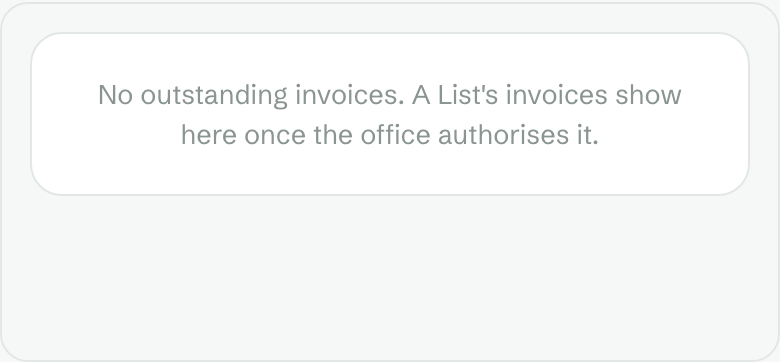 No outstanding invoices. A List's invoices show
here once the office authorises it.